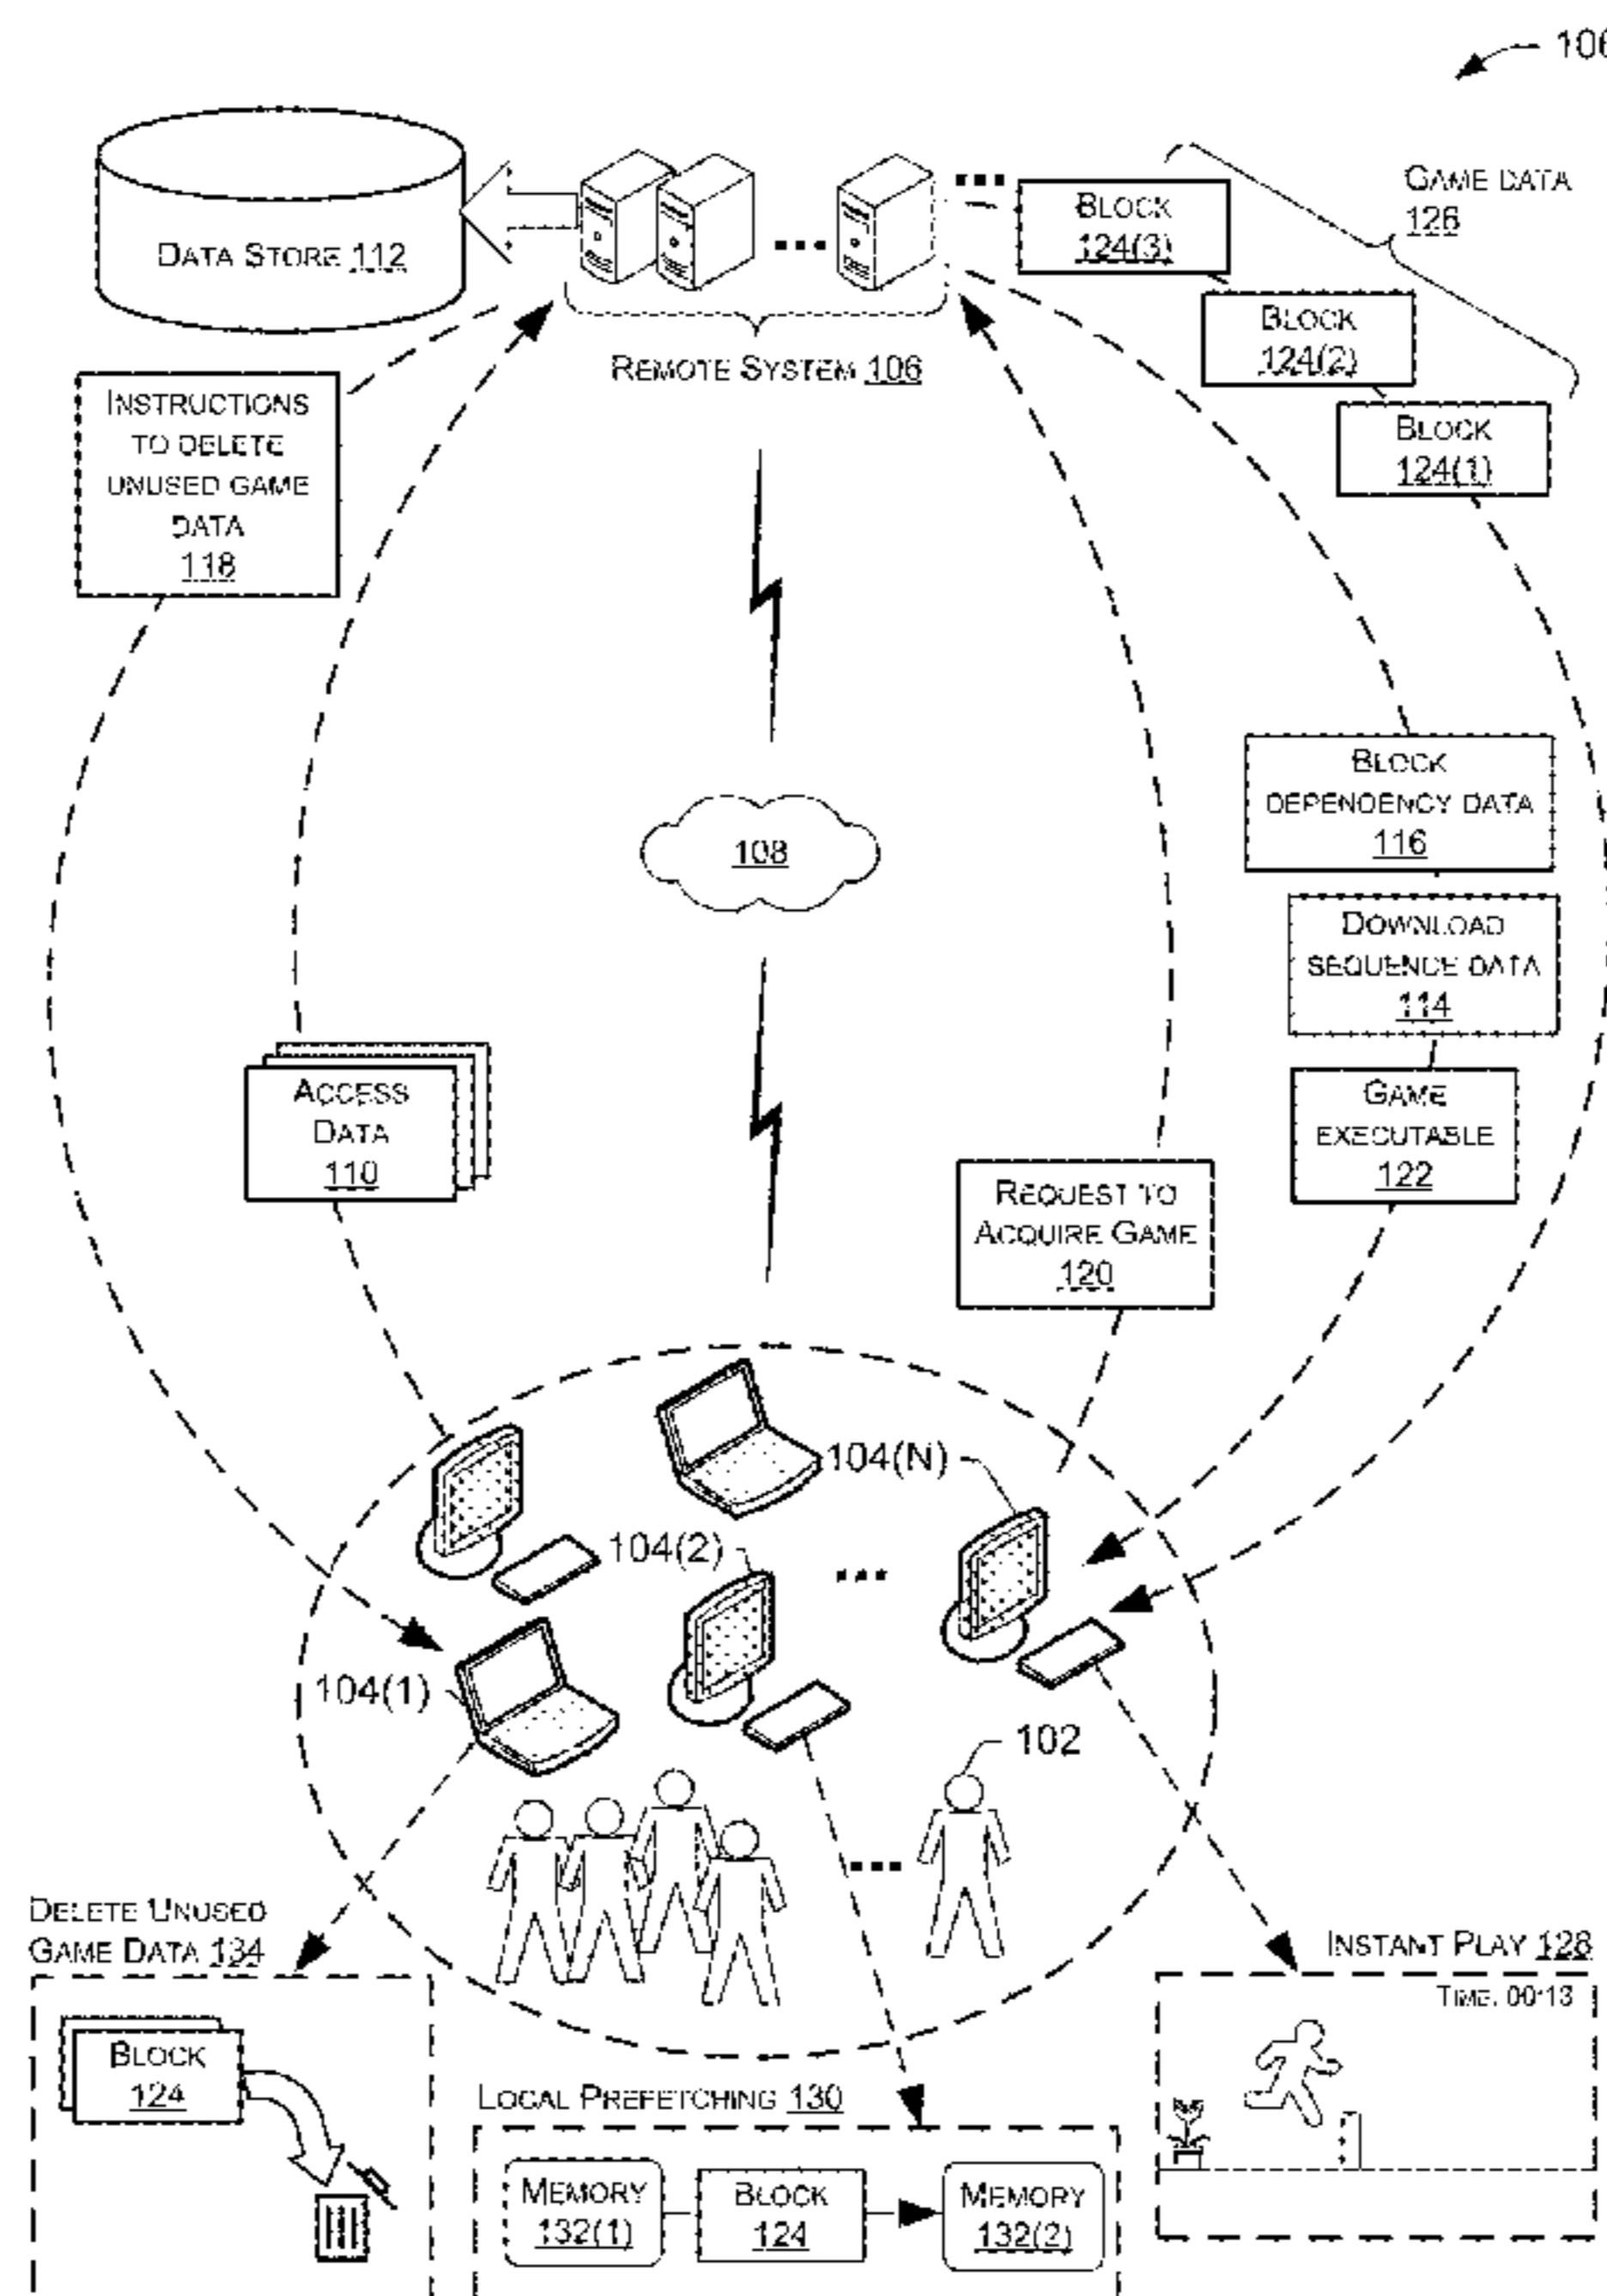 106
DATA STORE 112
REMOTE SYSTEM 106
BLOCK
124(3)
BLOCK
124(2)
BLOCK
124(1)
GAME DATA
126
INSTRUCTIONS
TO DELETE
UNUSED GAME
DATA
118
108
BLOCK
DEPENDENCY DATA
116
DOWNLOAD
SEQUENCE DATA
114
GAME
EXECUTABLE
122
ACCESS
DATA
110
REQUEST TO
ACQUIRE GAME
120
104(N)
104(2)
104(1)
102
DELETE UNUSED
GAME DATA 134
BLOCK
124
LOCAL PREFETCHING 130
MEMORY
132(1)
BLOCK
124
MEMORY
132(2)
INSTANT PLAY 128
TIME: 00:13